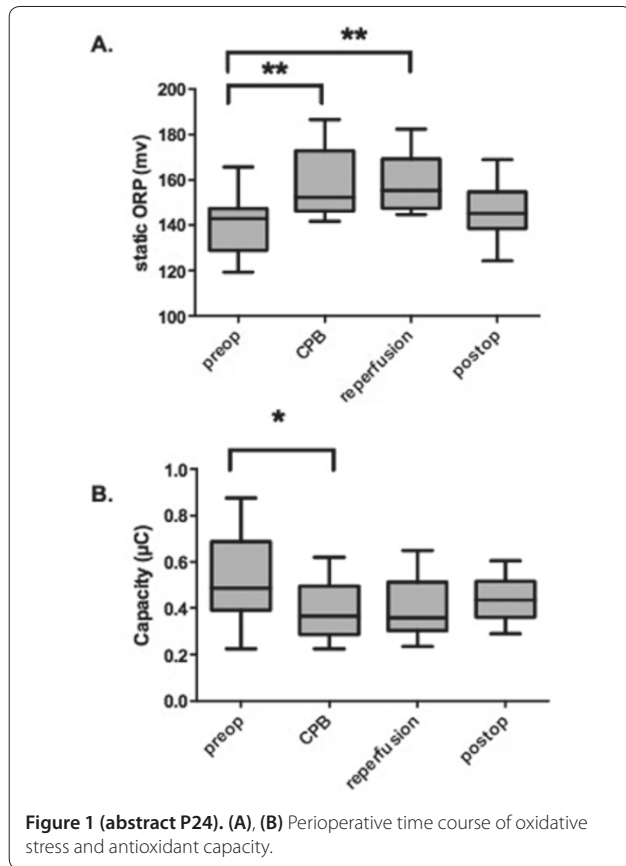 A.
**
**
static ORP (mv)
200
180
160
140
120
100
preop
CPB
reperfusion
postop
B.
*
Capacity (µC)
1.0
0.8
0.6
0.4
0.2
0.0
preop
CPB
reperfusion
postop
Figure 1 (abstract P24). (A), (B) Perioperative time course of oxidative
stress and antioxidant capacity.